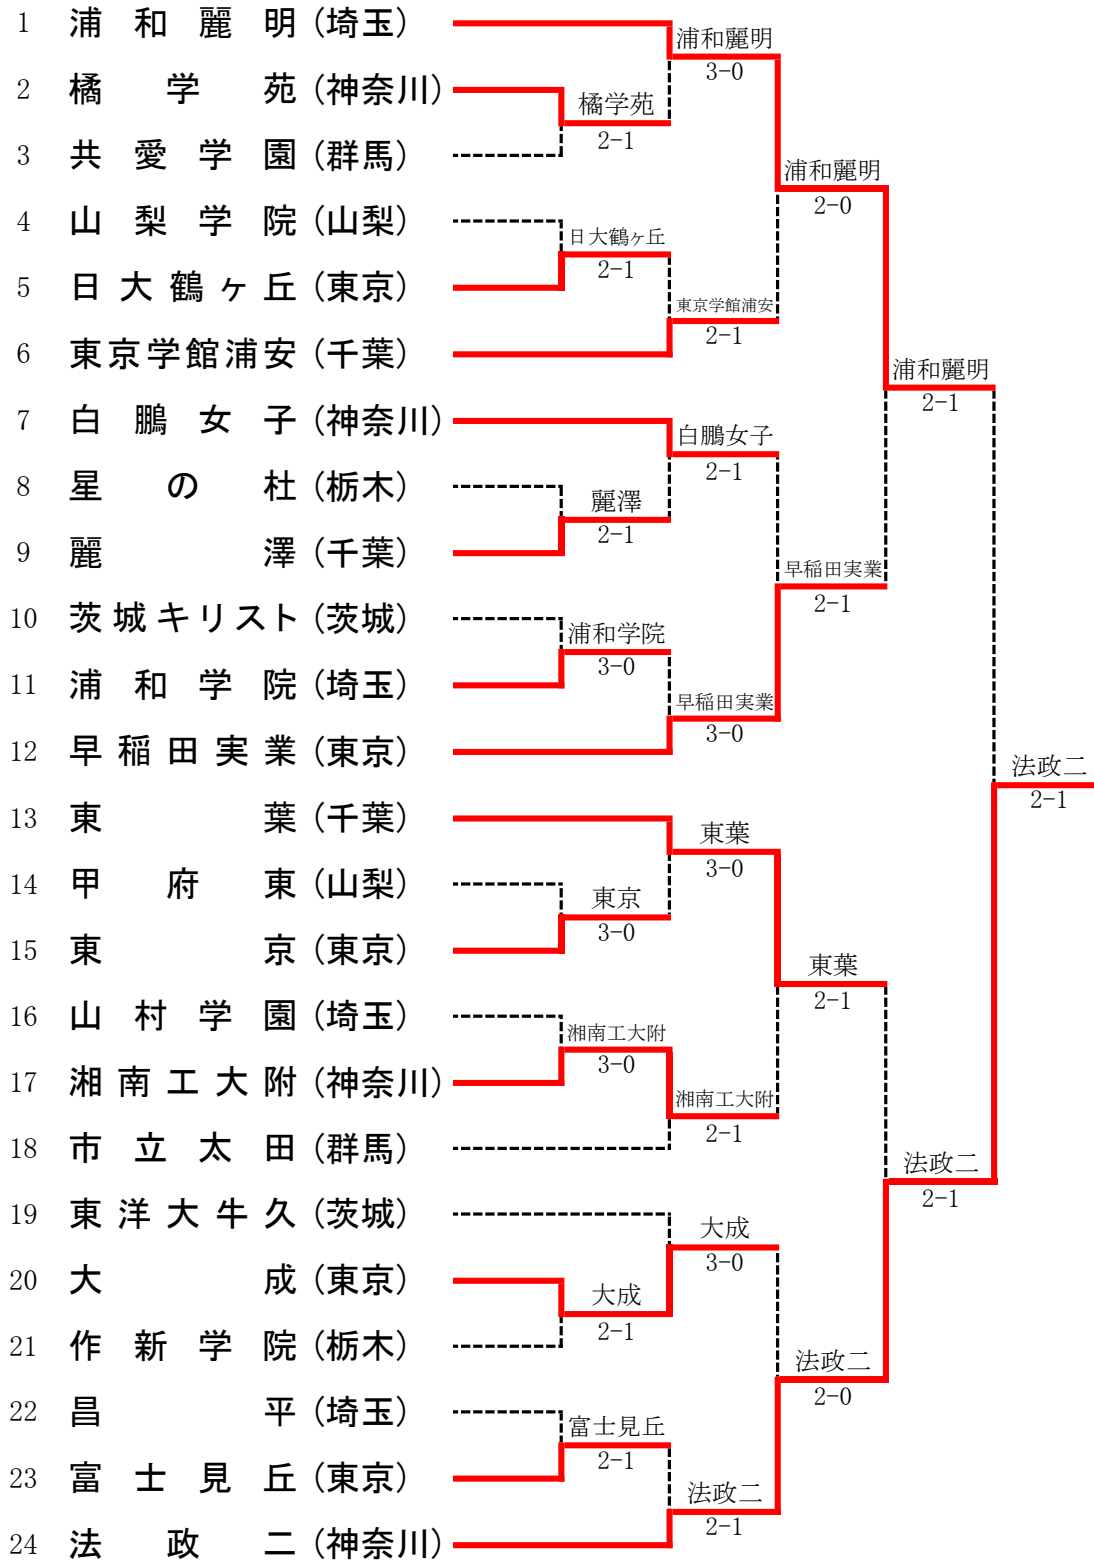 1 浦和麗明（埼玉）
2 橘学苑（神奈川）
3 共愛学園（群馬）
4 山梨学院（山梨）
5 日大鶴ヶ丘（東京）
6 東京学館浦安（千葉）
7 白鵬女子（神奈川）
8 星の杜（栃木）
9 麗澤（千葉）
10 茨城キリスト（茨城）
11 浦和学院（埼玉）
12 早稲田実業（東京）
13 東葉（千葉）
14 甲府東（山梨）
15 東京（東京）
16 山村学園（埼玉）
17 湘南工大附（神奈川）
18 市立太田（群馬）
19 東洋大牛久（茨城）
20 大成（東京）
21 作新学院（栃木）
22 昌平（埼玉）
23 富士見丘（東京）
24 法政二（神奈川）
橘学苑
2-1
日大鶴ヶ丘
2-1
麗澤
2-1
浦和学院
3-0
東京
3-0
湘南工大附
3-0
大成
2-1
富士見丘
2-1
浦和麗明
3-0
東京学館浦安
2-1
白鵬女子
2-1
早稲田実業
3-0
東葉
3-0
湘南工大附
2-1
大成
3-0
法政二
2-1
浦和麗明
2-0
早稲田実業
2-1
東葉
2-1
法政二
2-0
浦和麗明
2-1
法政二
2-1
法政二
2-1